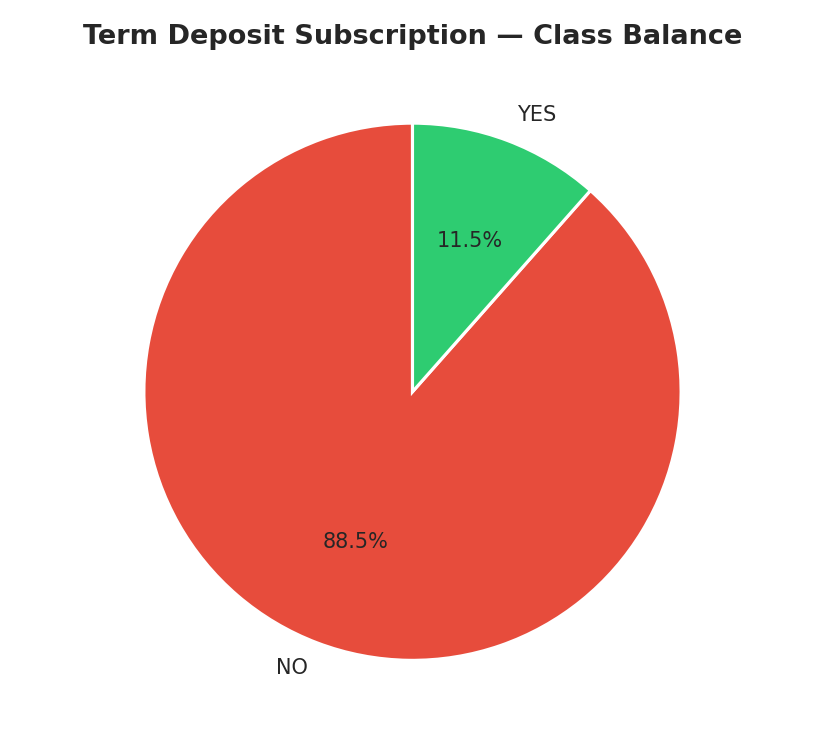 Term Deposit Subscription — Class Balance
YES
11.5%
88.5%
NO